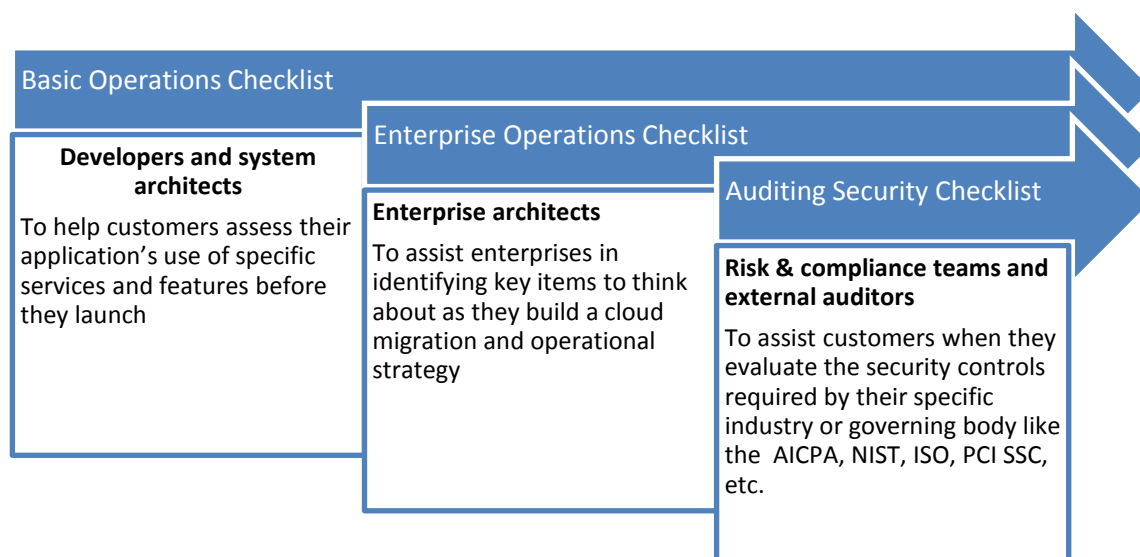 Basic Operations Checklist
Developers and system
architects
To help customers assess their
application’s use of specific
services and features before
they launch
Enterprise Operations Checklist
Enterprise architects
To assist enterprises in
identifying key items to think
about as they build a cloud
migration and operational
strategy
Auditing Security Checklist
Risk & compliance teams and
external auditors
To assist customers when they
evaluate the security controls
required by their specific
industry or governing body like
the  AICPA, NIST, ISO, PCI SSC,
etc.